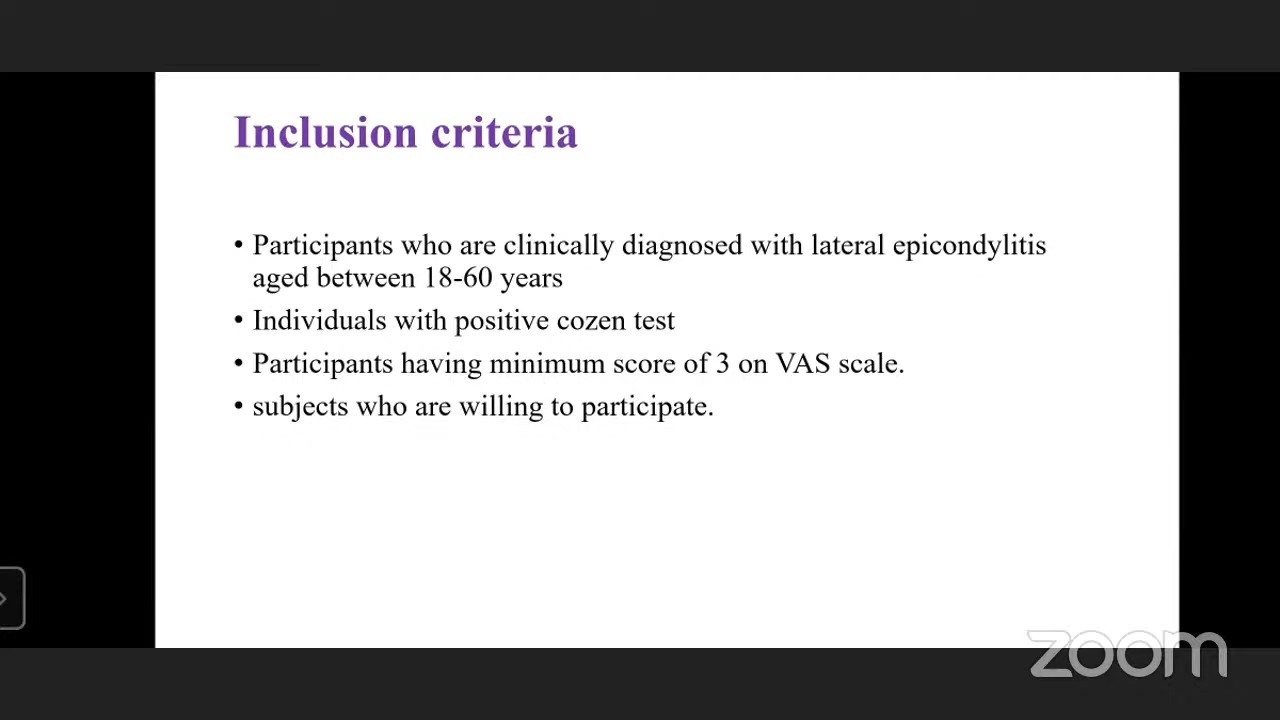 Inclusion criteria
• Participants who are clinically diagnosed with lateral epicondylitis
aged between 18-60 years
• Individuals with positive cozen test
• Participants having minimum score of 3 on VAS scale.
• subjects who are willing to participate.
zoom